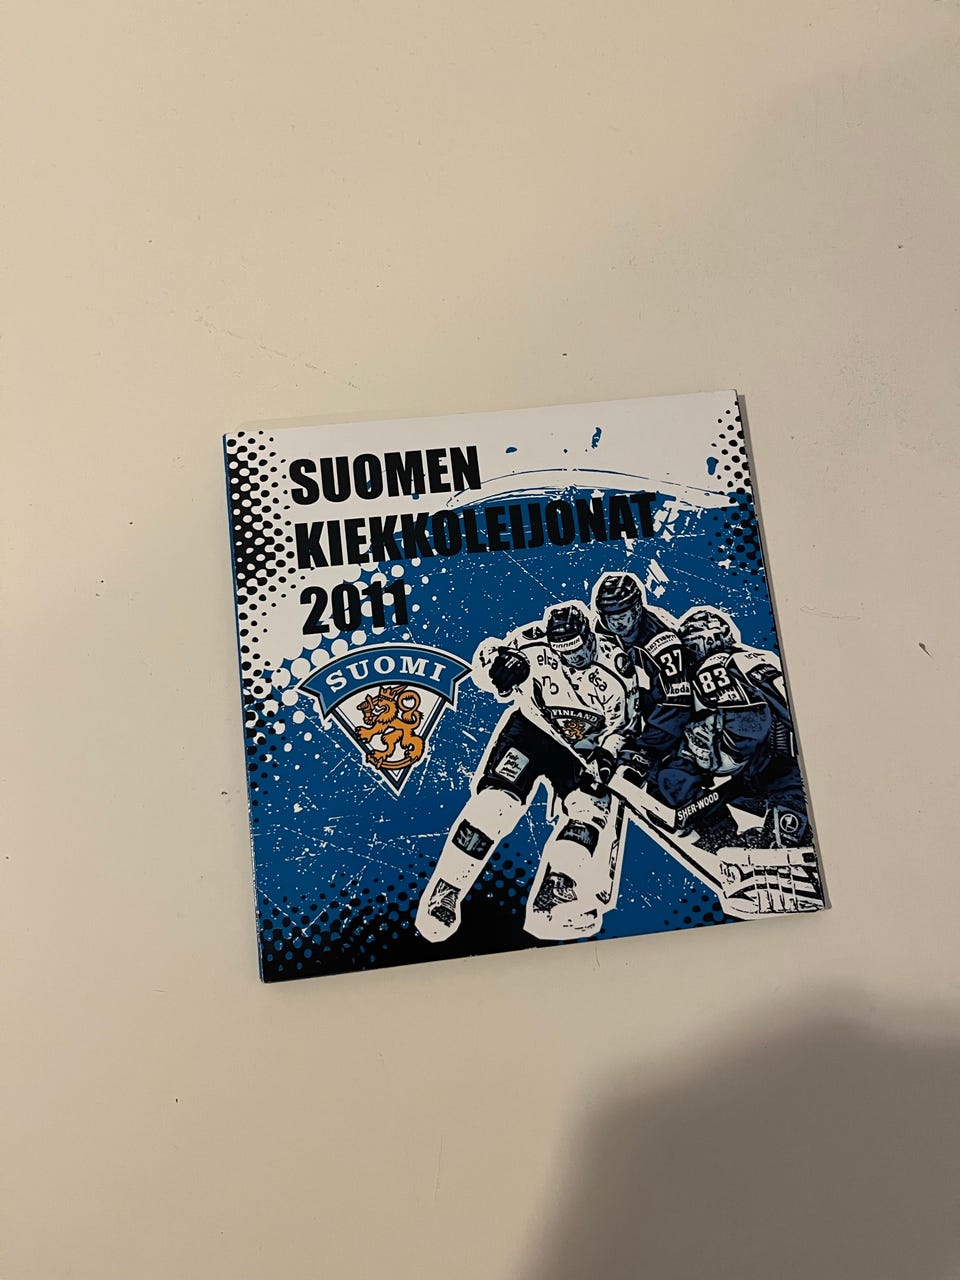 SUOMEN
KIEKKOLEIJONAT
2011
SUOMI
FINLAND
37
83
SHER-WOOD